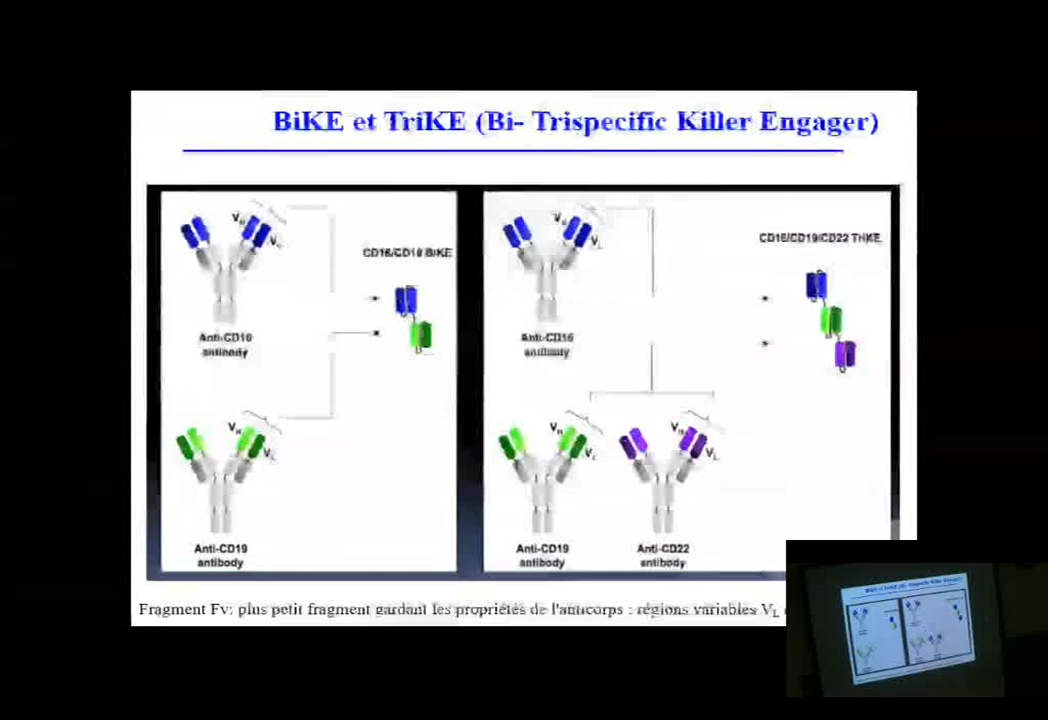 BiKE et TriKE (Bi- Trispecific Killer Engager)
V_H
V_L
CD16/CD19 BiKE
Anti-CD16
antibody
V_H
V_L
Anti-CD19
antibody
V_H
V_L
CD16/CD19/CD22 TriKE
Anti-CD16
antibody
V_H
V_L
Anti-CD19
antibody
V_H
V_L
Anti-CD22
antibody
Fragment Fv: plus petit fragment gardant les propriétés de l'anticorps : régions variables V_L